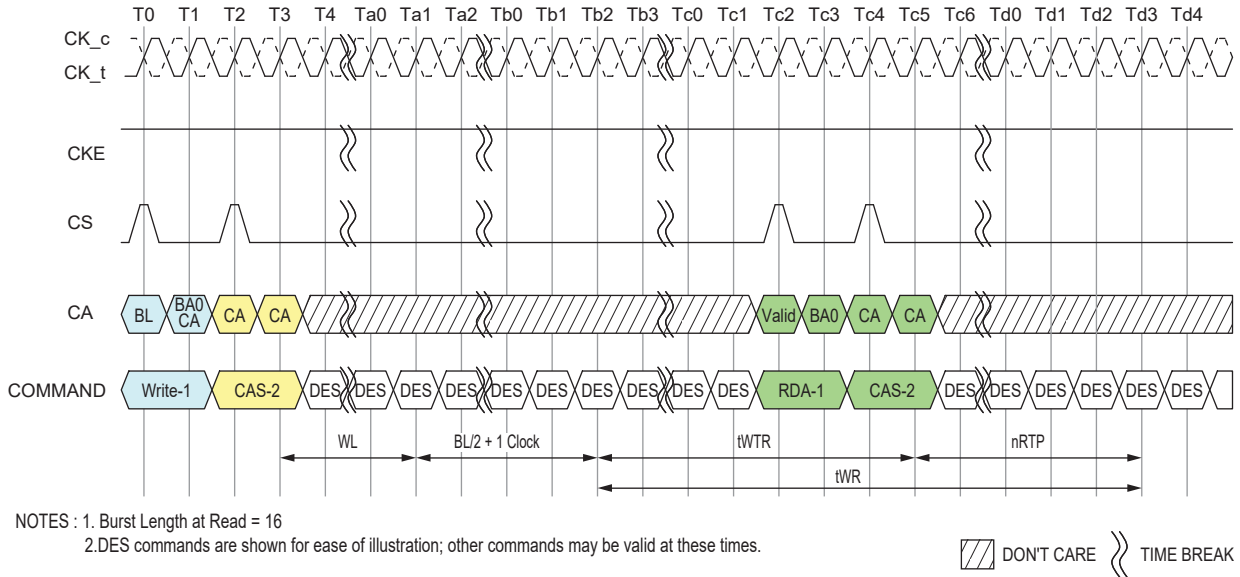 T0 T1 T2 T3 T4 Ta0 Ta1 Ta2 Tb0 Tb1 Tb2 Tb3 Tc0 Tc1 Tc2 Tc3 Tc4 Tc5 Tc6 Td0 Td1 Td2 Td3 Td4
CK_c
CK_t
CKE
CS
CA BL BA0 CA CA CA Valid BA0 CA CA
COMMAND Write-1 CAS-2 DES DES DES DES DES DES DES DES DES DES RDA-1 CAS-2 DES DES DES DES DES DES
WL BL/2 + 1 Clock tWTR nRTP
tWR
NOTES : 1. Burst Length at Read = 16
2.DES commands are shown for ease of illustration; other commands may be valid at these times.
DON'T CARE TIME BREAK